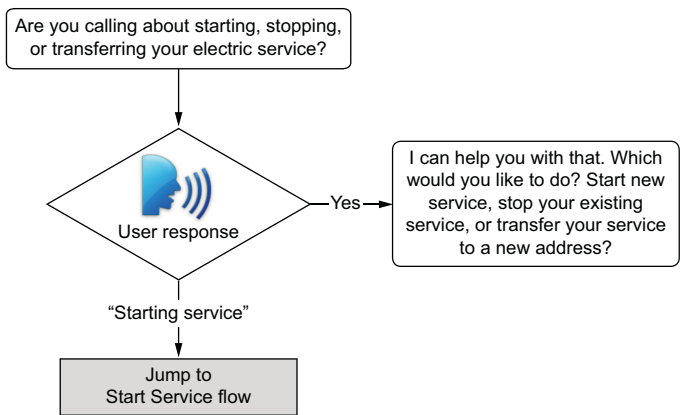 Are you calling about starting, stopping,
or transferring your electric service?
User response
Yes
I can help you with that. Which
would you like to do? Start new
service, stop your existing
service, or transfer your service
to a new address?
“Starting service”
Jump to
Start Service flow